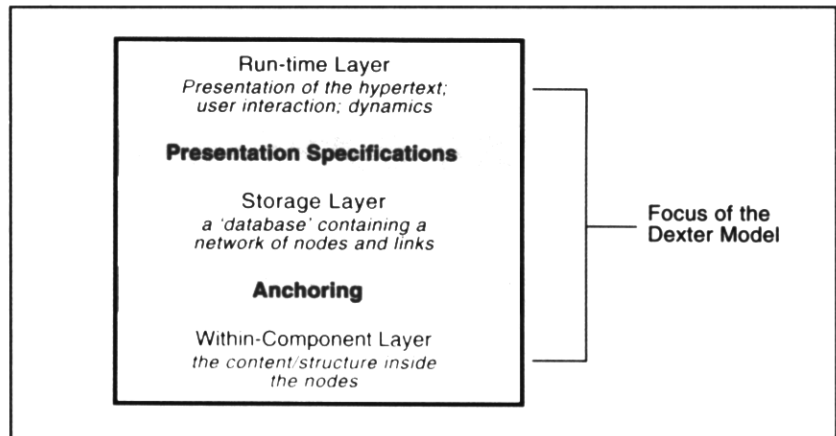 Run-time Layer
Presentation of the hypertext;
user interaction; dynamics
Presentation Specifications
Storage Layer
a 'database' containing a
network of nodes and links
Anchoring
Within-Component Layer
the content/structure inside
the nodes
Focus of the
Dexter Model